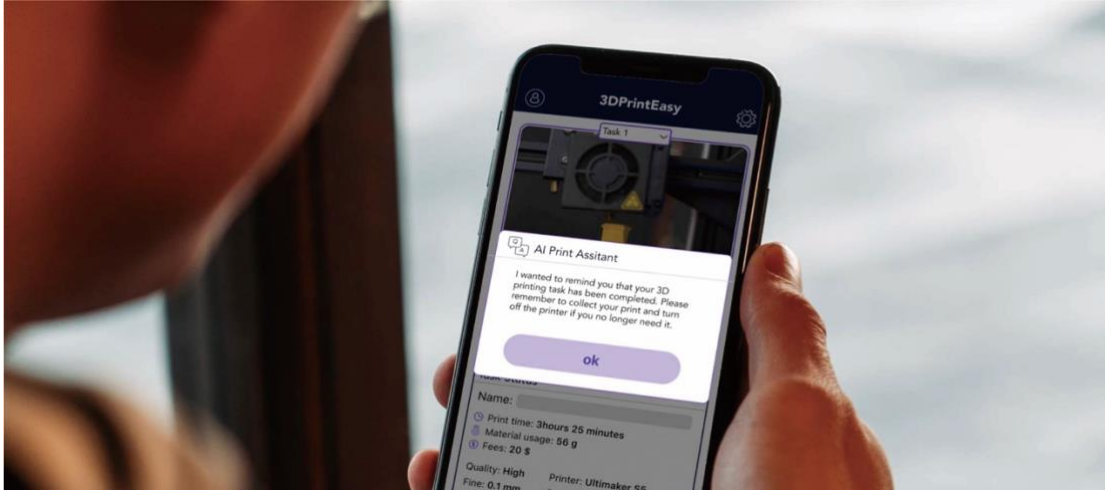 3DPrintEasy
Task 1
AI Print Assitant
I wanted to remind you that your 3D
printing task has been completed. Please
remember to collect your print and turn
off the printer if you no longer need it.
ok
Task Status
Name:
Print time: 3hours 25 minutes
Material usage: 56 g
Fees: 20 $
Quality: High
Printer: Ultimaker S5
Fine: 0.1 mm